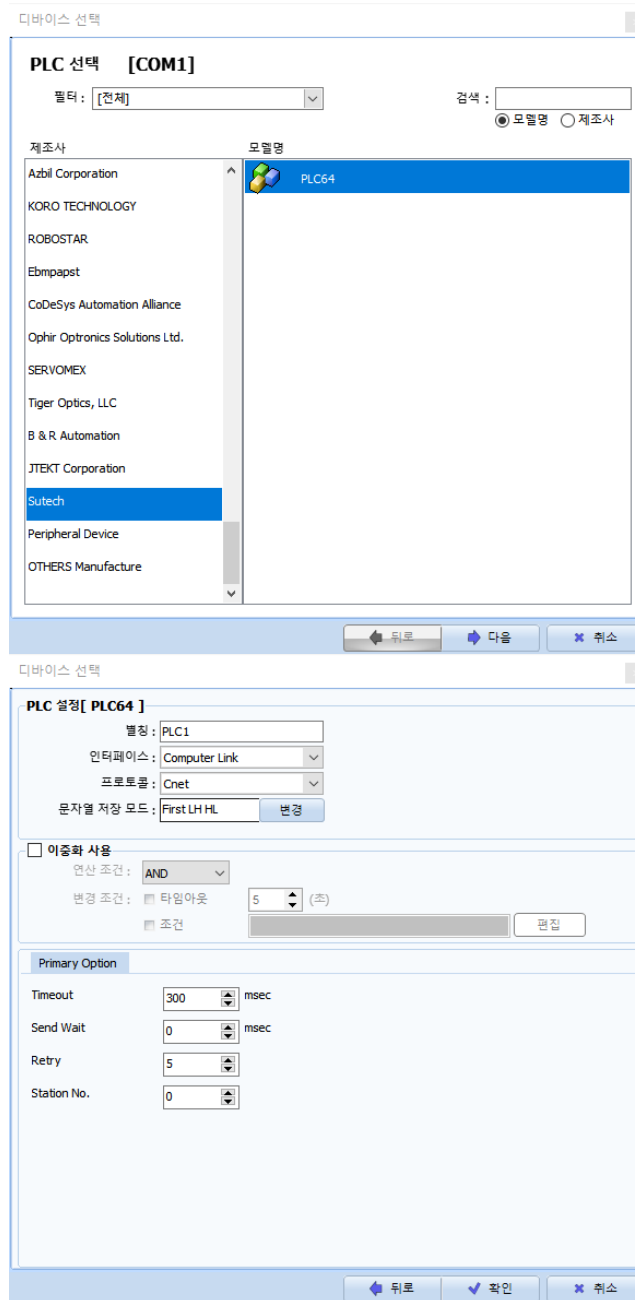 디바이스 선택
PLC 선택 [COM1]
필터 : [전체] 검색 :
모델명 제조사
제조사 모델명
Azbil Corporation PLC64
KORO TECHNOLOGY
ROBOSTAR
Ebmpapst
CoDeSys Automation Alliance
Ophir Optronics Solutions Ltd.
SERVOMEX
Tiger Optics, LLC
B & R Automation
JTEKT Corporation
Sutech
Peripheral Device
OTHERS Manufacture
뒤로 다음 취소
디바이스 선택
PLC 설정[ PLC64 ]
별칭 : PLC1
인터페이스 : Computer Link
프로토콜 : Cnet
문자열 저장 모드 : First LH HL 변경
이중화 사용
연산 조건 : AND
변경 조건 : 타임아웃 5 (초)
조건 편집
Primary Option
Timeout 300 msec
Send Wait 0 msec
Retry 5
Station No. 0
뒤로 확인 취소